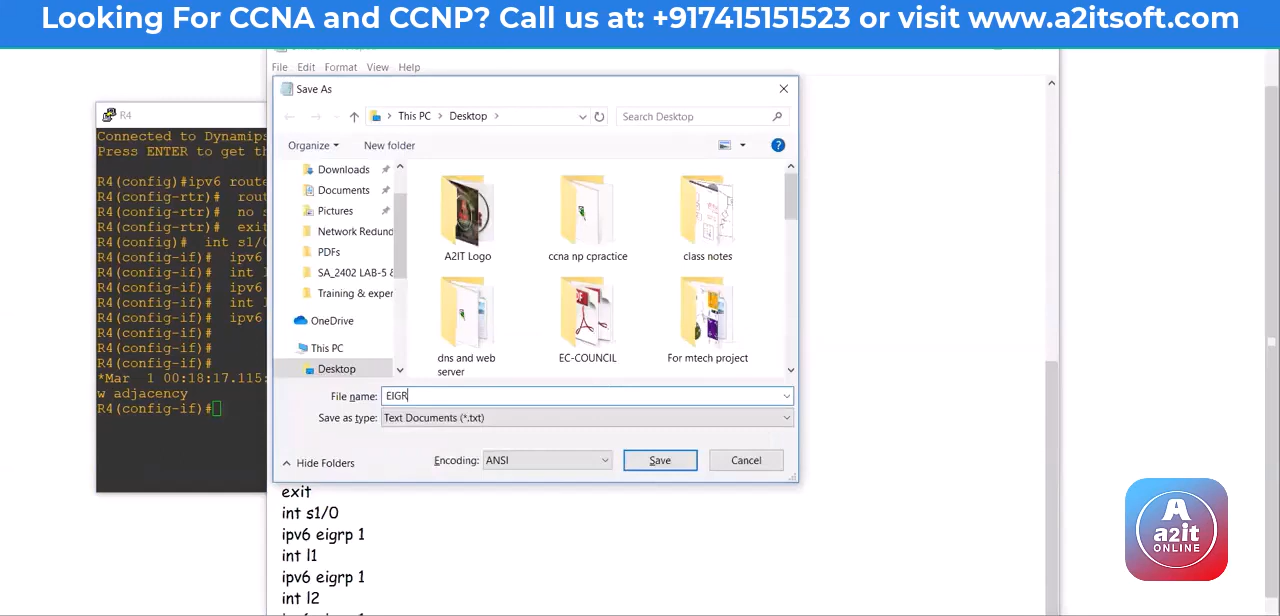 Looking For CCNA and CCNP? Call us at: +917415151523 or visit www.a2itsoft.com
File Edit Format View Help
Save As
This PC > Desktop >
Search Desktop
Organize New folder
Downloads
Documents
Pictures
Network Redund
PDFs
SA_2402 LAB-5 &
Training & exper
OneDrive
This PC
Desktop
A2IT Logo
ccna np cpractice
class notes
dns and web
server
EC-COUNCIL
For mtech project
File name: EIGR
Save as type: Text Documents (*.txt)
Hide Folders
Encoding: ANSI
Save
Cancel
R4
Connected to Dynamips
Press ENTER to get th
R4(config)#ipv6 route
R4(config-rtr)# rout
R4(config-rtr)# no s
R4(config-rtr)# exit
R4(config)# int s1/0
R4(config-if)# ipv6
R4(config-if)# int
R4(config-if)# ipv6
R4(config-if)# int
R4(config-if)# ipv6
R4(config-if)#
R4(config-if)#
R4(config-if)#
*Mar 1 00:18:17.115:
w adjacency
R4(config-if)#
exit
int s1/0
ipv6 eigrp 1
int l1
ipv6 eigrp 1
int l2
A
a2it
ONLINE